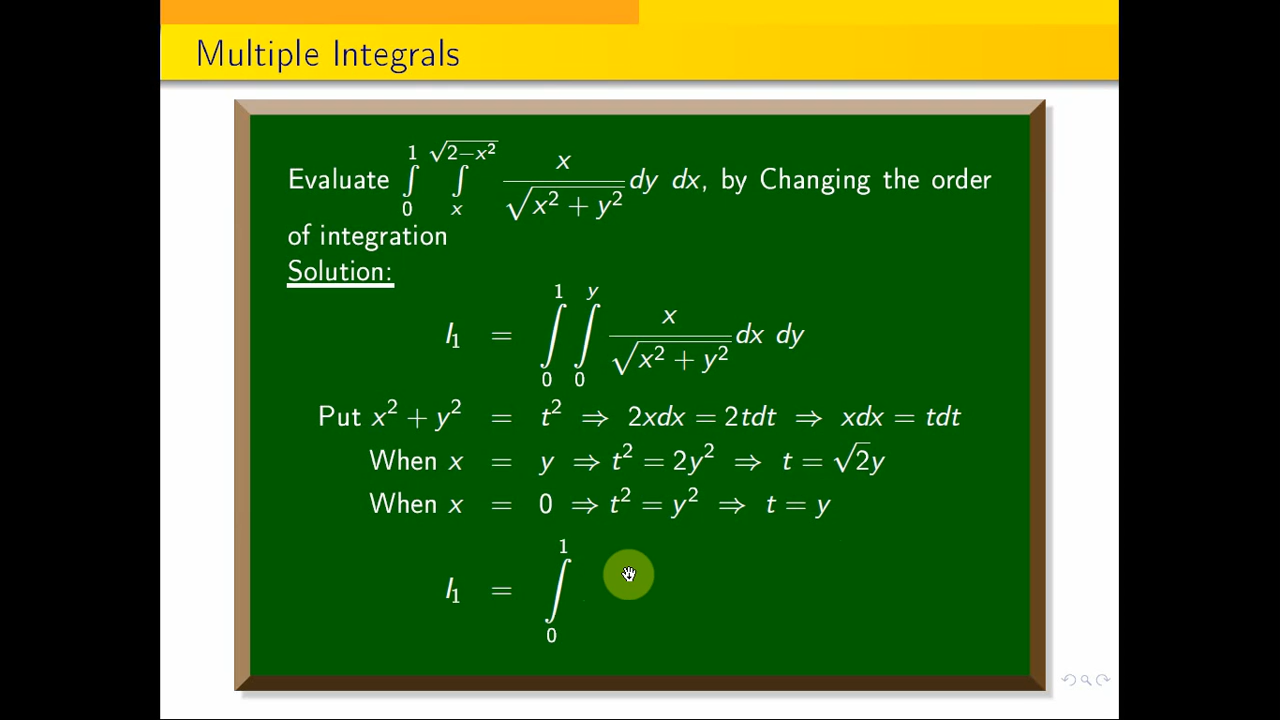 Multiple Integrals
Evaluate ∫₀¹ ∫ₓ^√(2−x²) x/√(x² + y²) dy dx, by Changing the order
of integration
Solution:
I₁ = ∫₀¹ ∫₀^y x/√(x² + y²) dx dy
Put x² + y² = t² ⇒ 2xdx = 2tdt ⇒ xdx = tdt
When x = y ⇒ t² = 2y² ⇒ t = √2y
When x = 0 ⇒ t² = y² ⇒ t = y
I₁ = ∫₀¹